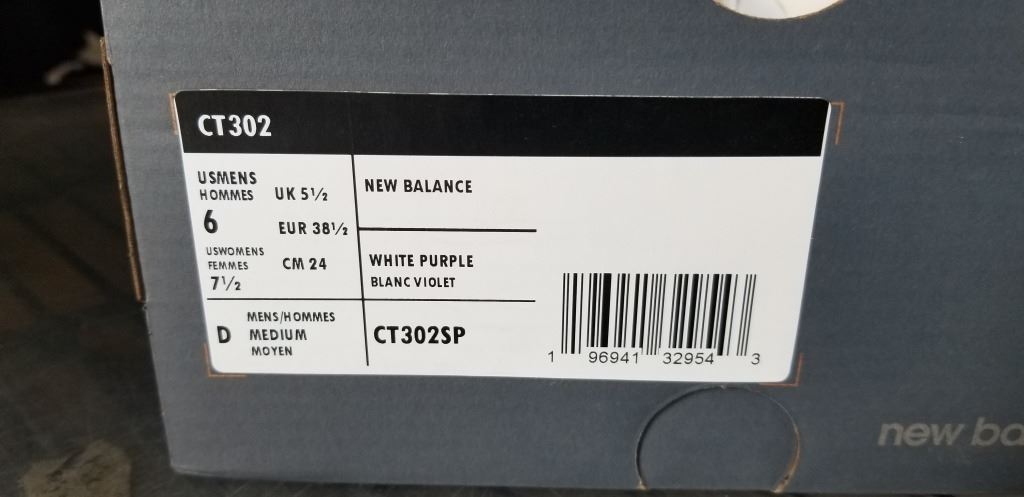 CT302
USMENS
HOMMES
6
UK 5½
EUR 38½
USWOMENS
FEMMES
7½
CM 24
NEW BALANCE
WHITE PURPLE
BLANC VIOLET
D
MENS/HOMMES
MEDIUM
MOYEN
CT302SP
1 96941 32954 3
new ba